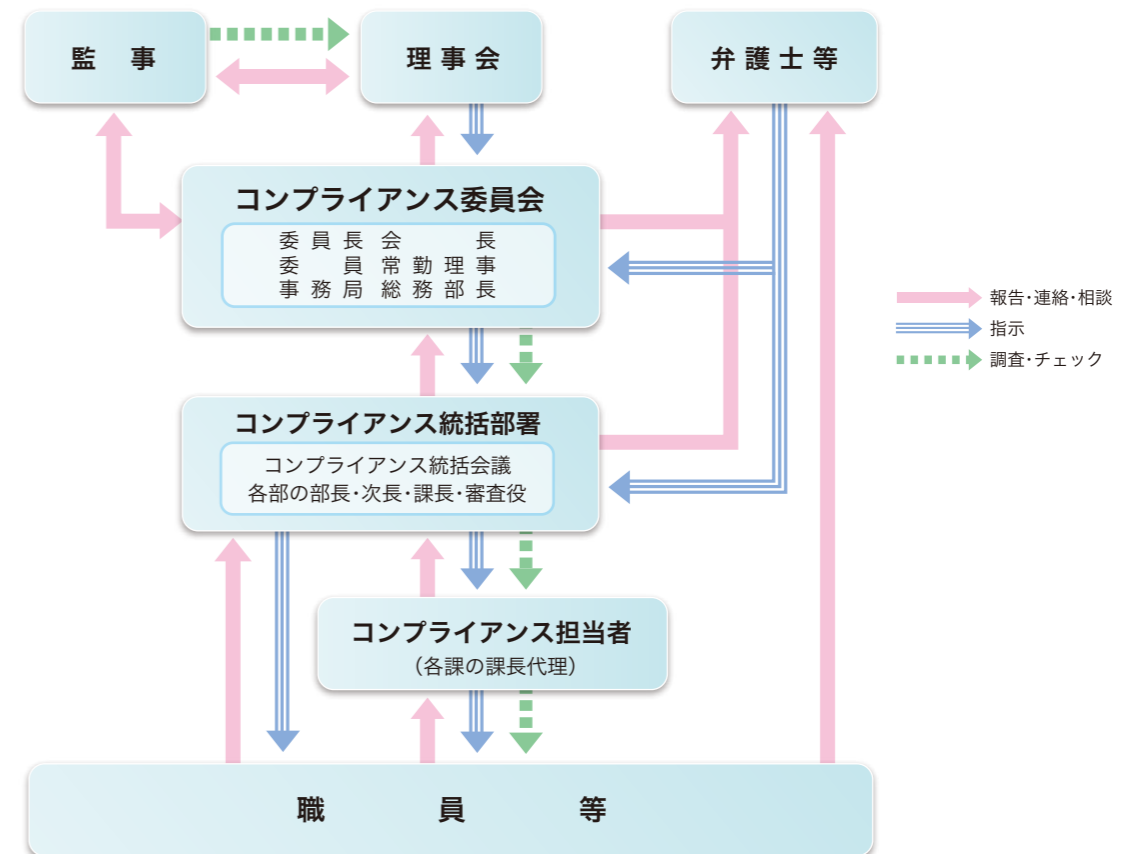 監事
理事会
弁護士等
コンプライアンス委員会
委員長 会長
委員 常勤理事
事務局 総務部長
報告・連絡・相談
指示
調査・チェック
コンプライアンス統括部署
コンプライアンス統括会議
各部の部長・次長・課長・審査役
コンプライアンス担当者
（各課の課長代理）
職員等